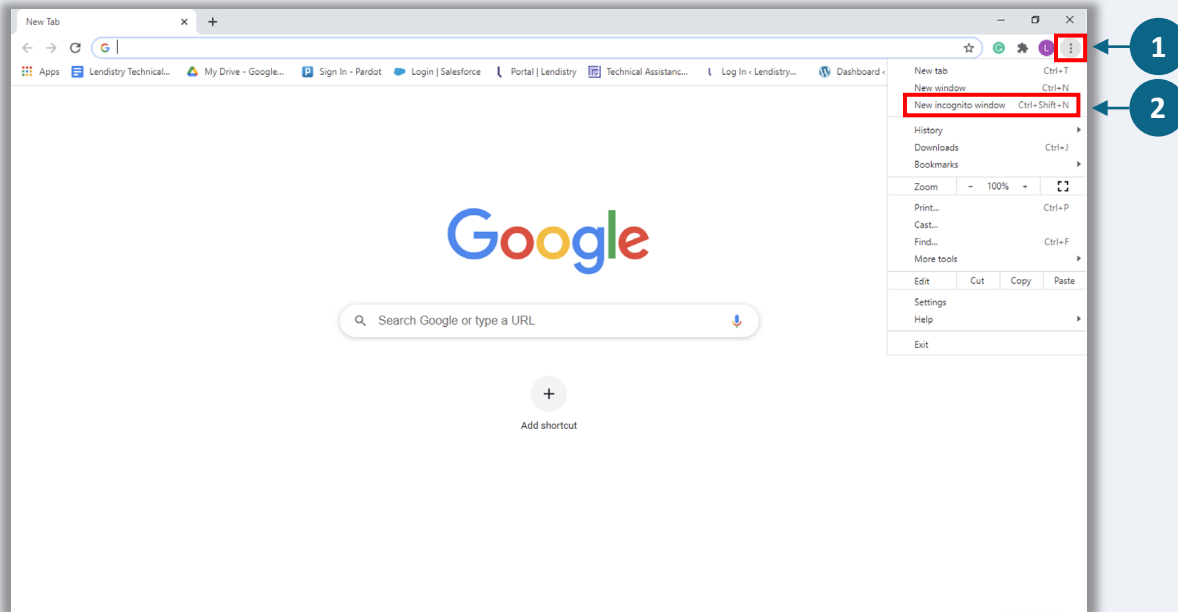 New Tab
G
L
1
Apps Lendistry Technical... My Drive - Google... P Sign In - Pardot Login | Salesforce Portal | Lendistry Technical Assistanc... Log In ‹ Lendistry... Dashboard ‹
New tab Ctrl+T
New window Ctrl+N
New incognito window Ctrl+Shift+N
2
History
Downloads Ctrl+J
Bookmarks
Zoom - 100% +
Print... Ctrl+P
Cast...
Find... Ctrl+F
More tools
Edit Cut Copy Paste
Settings
Help
Exit
Google
Search Google or type a URL
Add shortcut